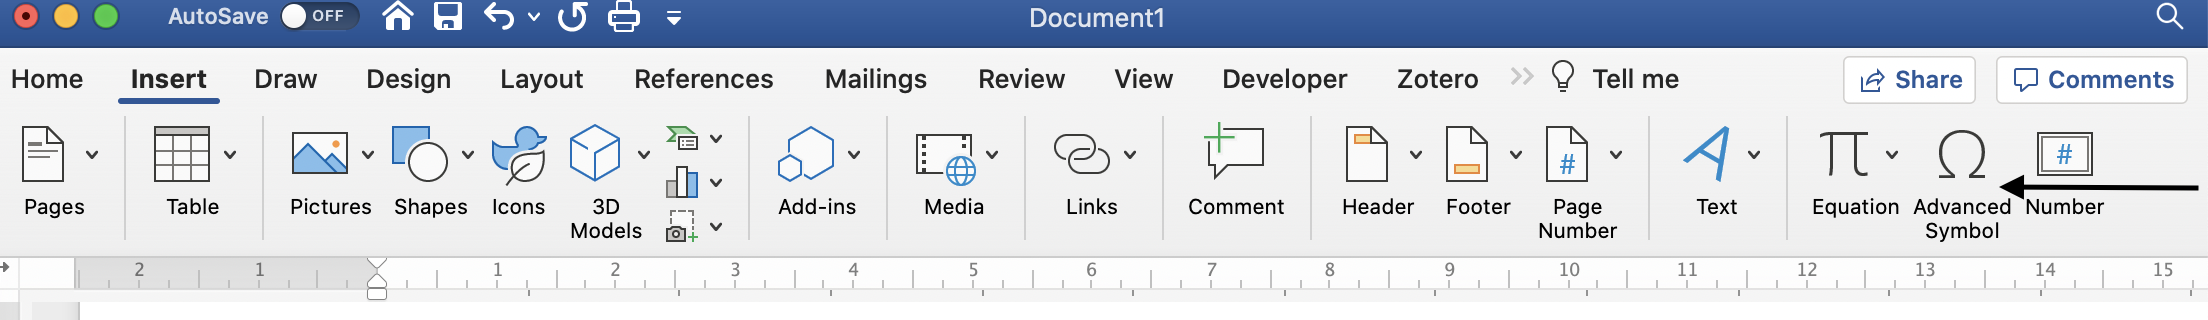 AutoSave OFF Document1
Home Insert Draw Design Layout References Mailings Review View Developer Zotero Tell me Share Comments
# #
Pages Table Pictures Shapes Icons 3D Models Add-ins Media Links Comment Header Footer Page Number Text Equation Advanced Symbol Number
2 1 1 2 3 4 5 6 7 8 9 10 11 12 13 14 15